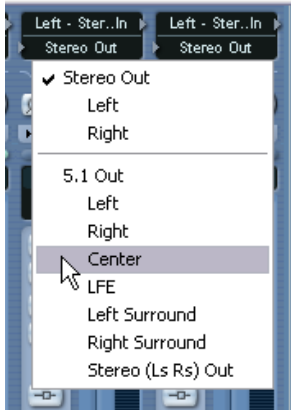 Left - Ster..In Left - Ster..In
Stereo Out Stereo Out
Stereo Out
Left
Right
5.1 Out
Left
Right
Center
LFE
Left Surround
Right Surround
Stereo (Ls Rs) Out